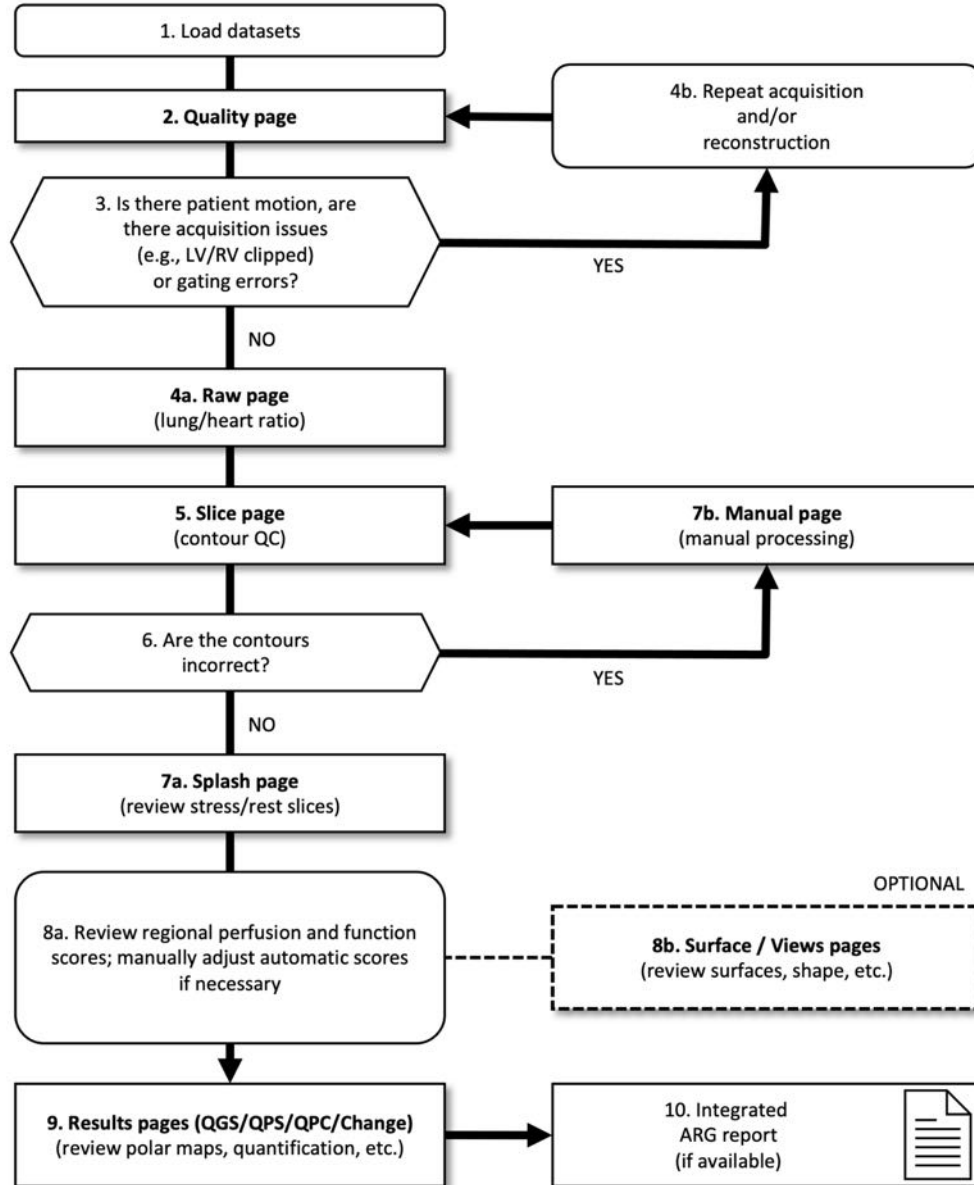 1. Load datasets
2. Quality page
4b. Repeat acquisition
and/or
reconstruction
3. Is there patient motion, are
there acquisition issues
(e.g., LV/RV clipped)
or gating errors?
YES
NO
4a. Raw page
(lung/heart ratio)
5. Slice page
(contour QC)
7b. Manual page
(manual processing)
6. Are the contours
incorrect?
YES
NO
7a. Splash page
(review stress/rest slices)
OPTIONAL
8a. Review regional perfusion and function
scores; manually adjust automatic scores
if necessary
8b. Surface / Views pages
(review surfaces, shape, etc.)
9. Results pages (QGS/QPS/QPC/Change)
(review polar maps, quantification, etc.)
10. Integrated
ARG report
(if available)